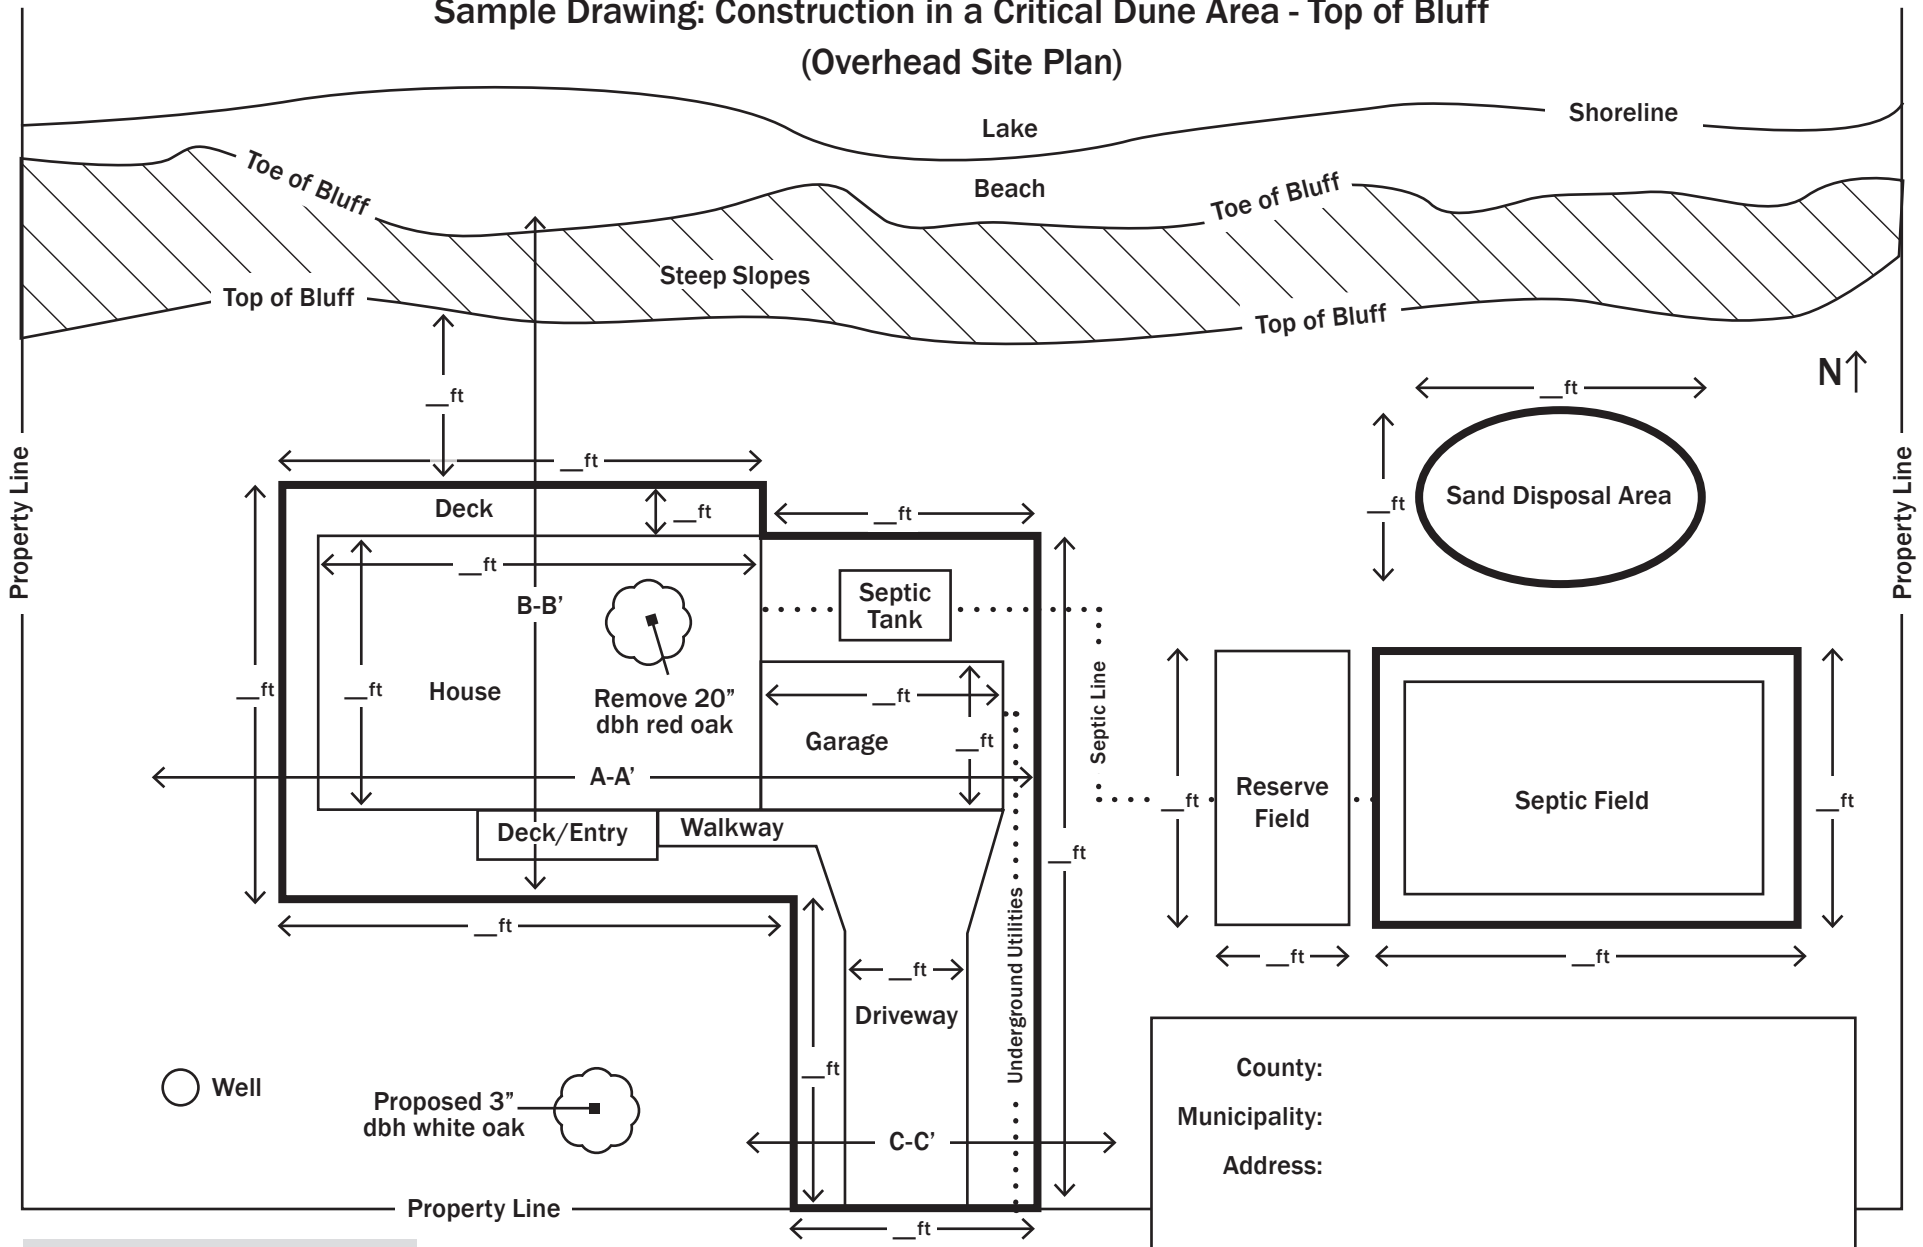 Sample Drawing: Construction in a Critical Dune Area - Top of Bluff
(Overhead Site Plan)
Shoreline
Lake
Beach
Toe of Bluff
Toe of Bluff
Steep Slopes
Top of Bluff
Top of Bluff
N
__ft
__ft
__ft
Property Line
Property Line
Deck
__ft
__ft
__ft
Sand Disposal Area
__ft
B-B’
Septic
Tank
House
__ft
__ft
Remove 20”
dbh red oak
__ft
Garage
__ft
Septic Line
A-A’
Reserve
Field
__ft
Septic Field
__ft
Deck/Entry
Walkway
__ft
__ft
Underground Utilities
__ft
__ft
__ft
Driveway
__ft
Well
Proposed 3”
dbh white oak
C-C’
County:
Municipality:
Address:
Property Line
__ft